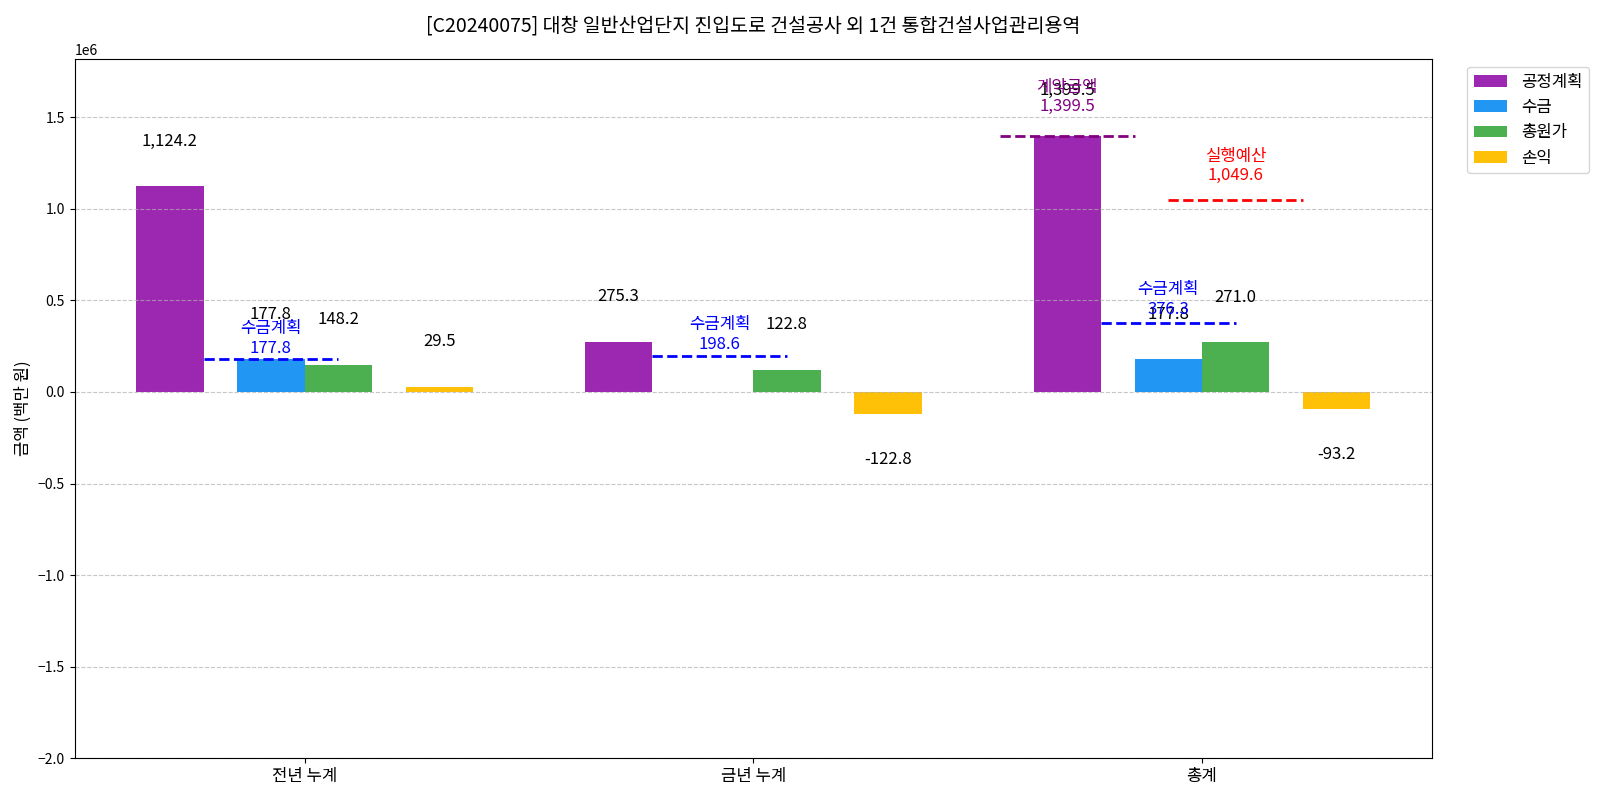 [C20240075] 대창 일반산업단지 진입도로 건설공사 외 1건 통합건설사업관리용역
1e6
금액 (백만 원)
1.5
1.0
0.5
0.0
−0.5
−1.0
−1.5
−2.0
1,124.2
177.8
수금계획
177.8
148.2
29.5
275.3
수금계획
198.6
122.8
-122.8
계약금액
1,399.5
1,399.5
실행예산
1,049.6
수금계획
376.3
177.8
271.0
-93.2
전년 누계
금년 누계
총계
공정계획
수금
총원가
손익